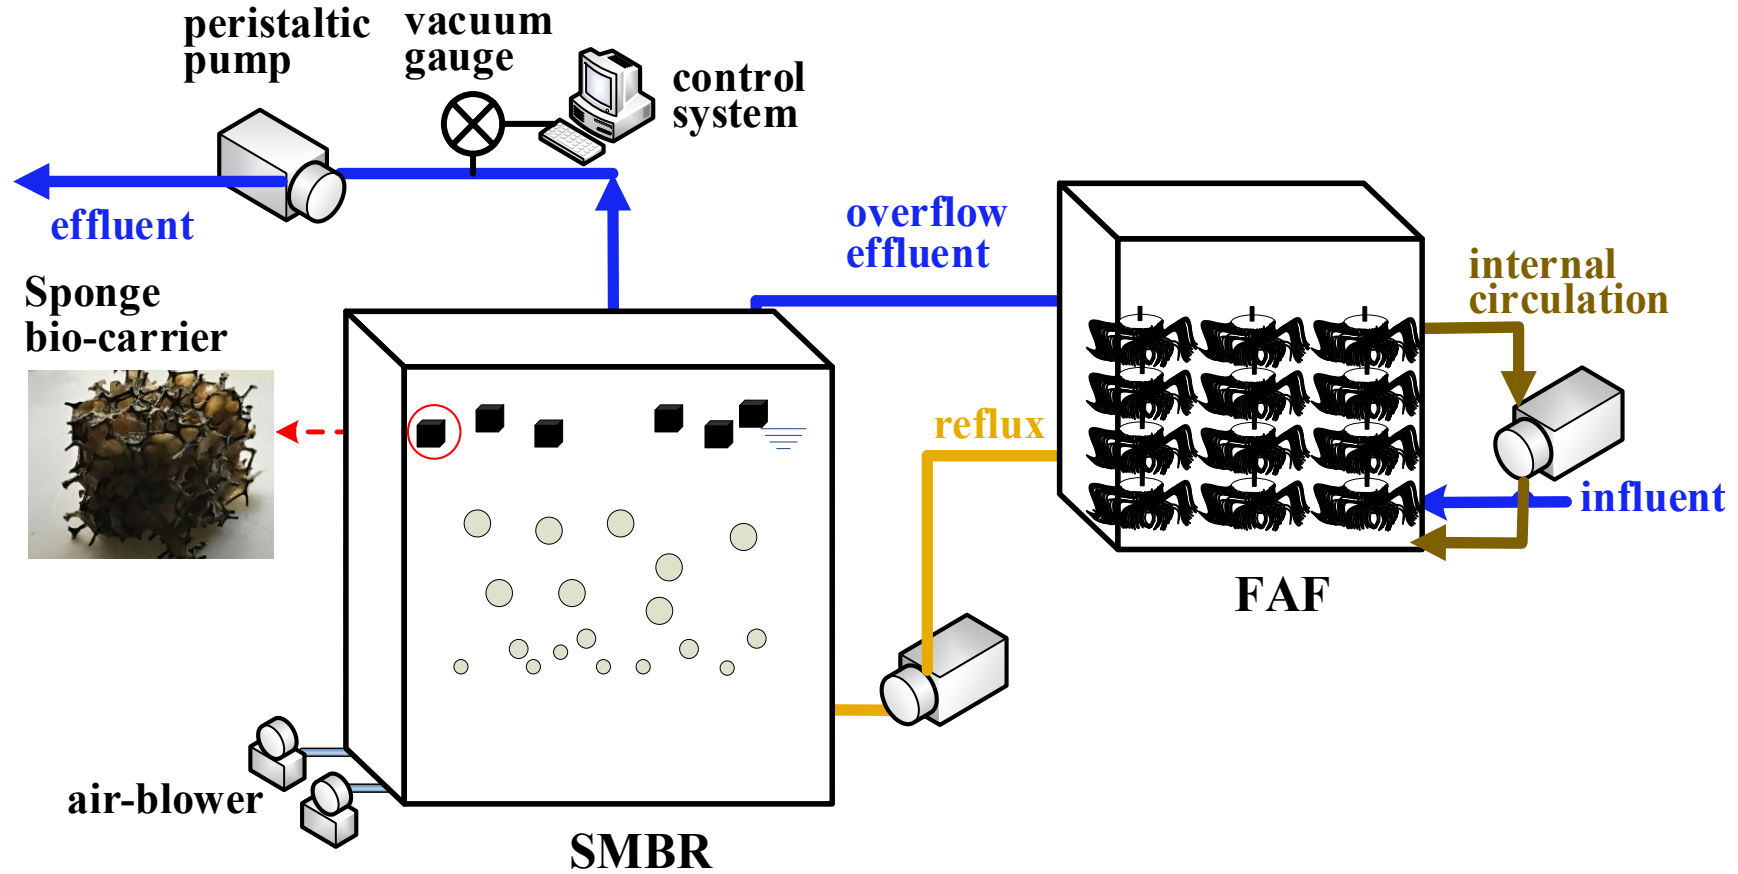 peristaltic
pump
vacuum
gauge
control
system
effluent
overflow
effluent
internal
circulation
Sponge
bio-carrier
reflux
influent
FAF
air-blower
SMBR